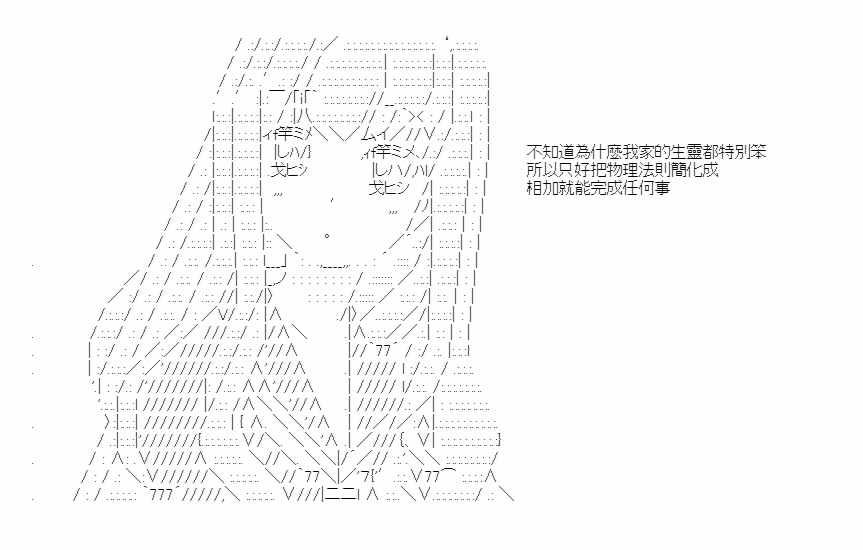 不知道為什麼我家的生靈都特別笨
所以只好把物理法則簡化成
相加就能完成任何事